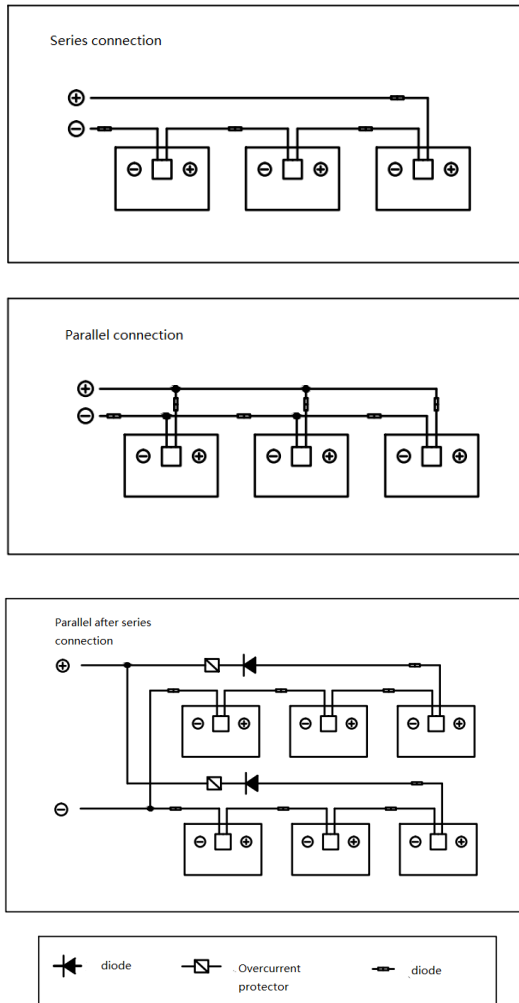 Series connection
⊕
⊖
⊖ ⊕ ⊖ ⊕ ⊖ ⊕
Parallel connection
⊕
⊖
⊖ ⊕ ⊖ ⊕ ⊖ ⊕
Parallel after series
connection
⊕
⊖ ⊕ ⊖ ⊕ ⊖ ⊕
⊖
⊖ ⊕ ⊖ ⊕ ⊖ ⊕
diode
Overcurrent
protector
diode